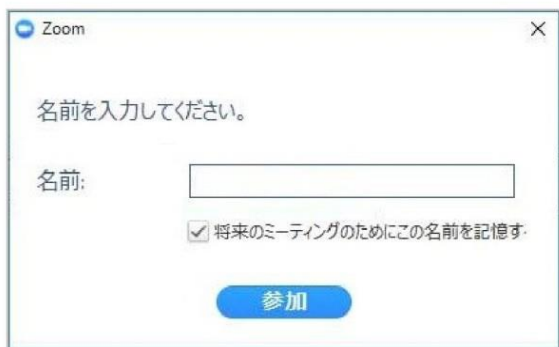 Zoom
名前を入力してください。
名前:
将来のミーティングのためにこの名前を記憶す
参加